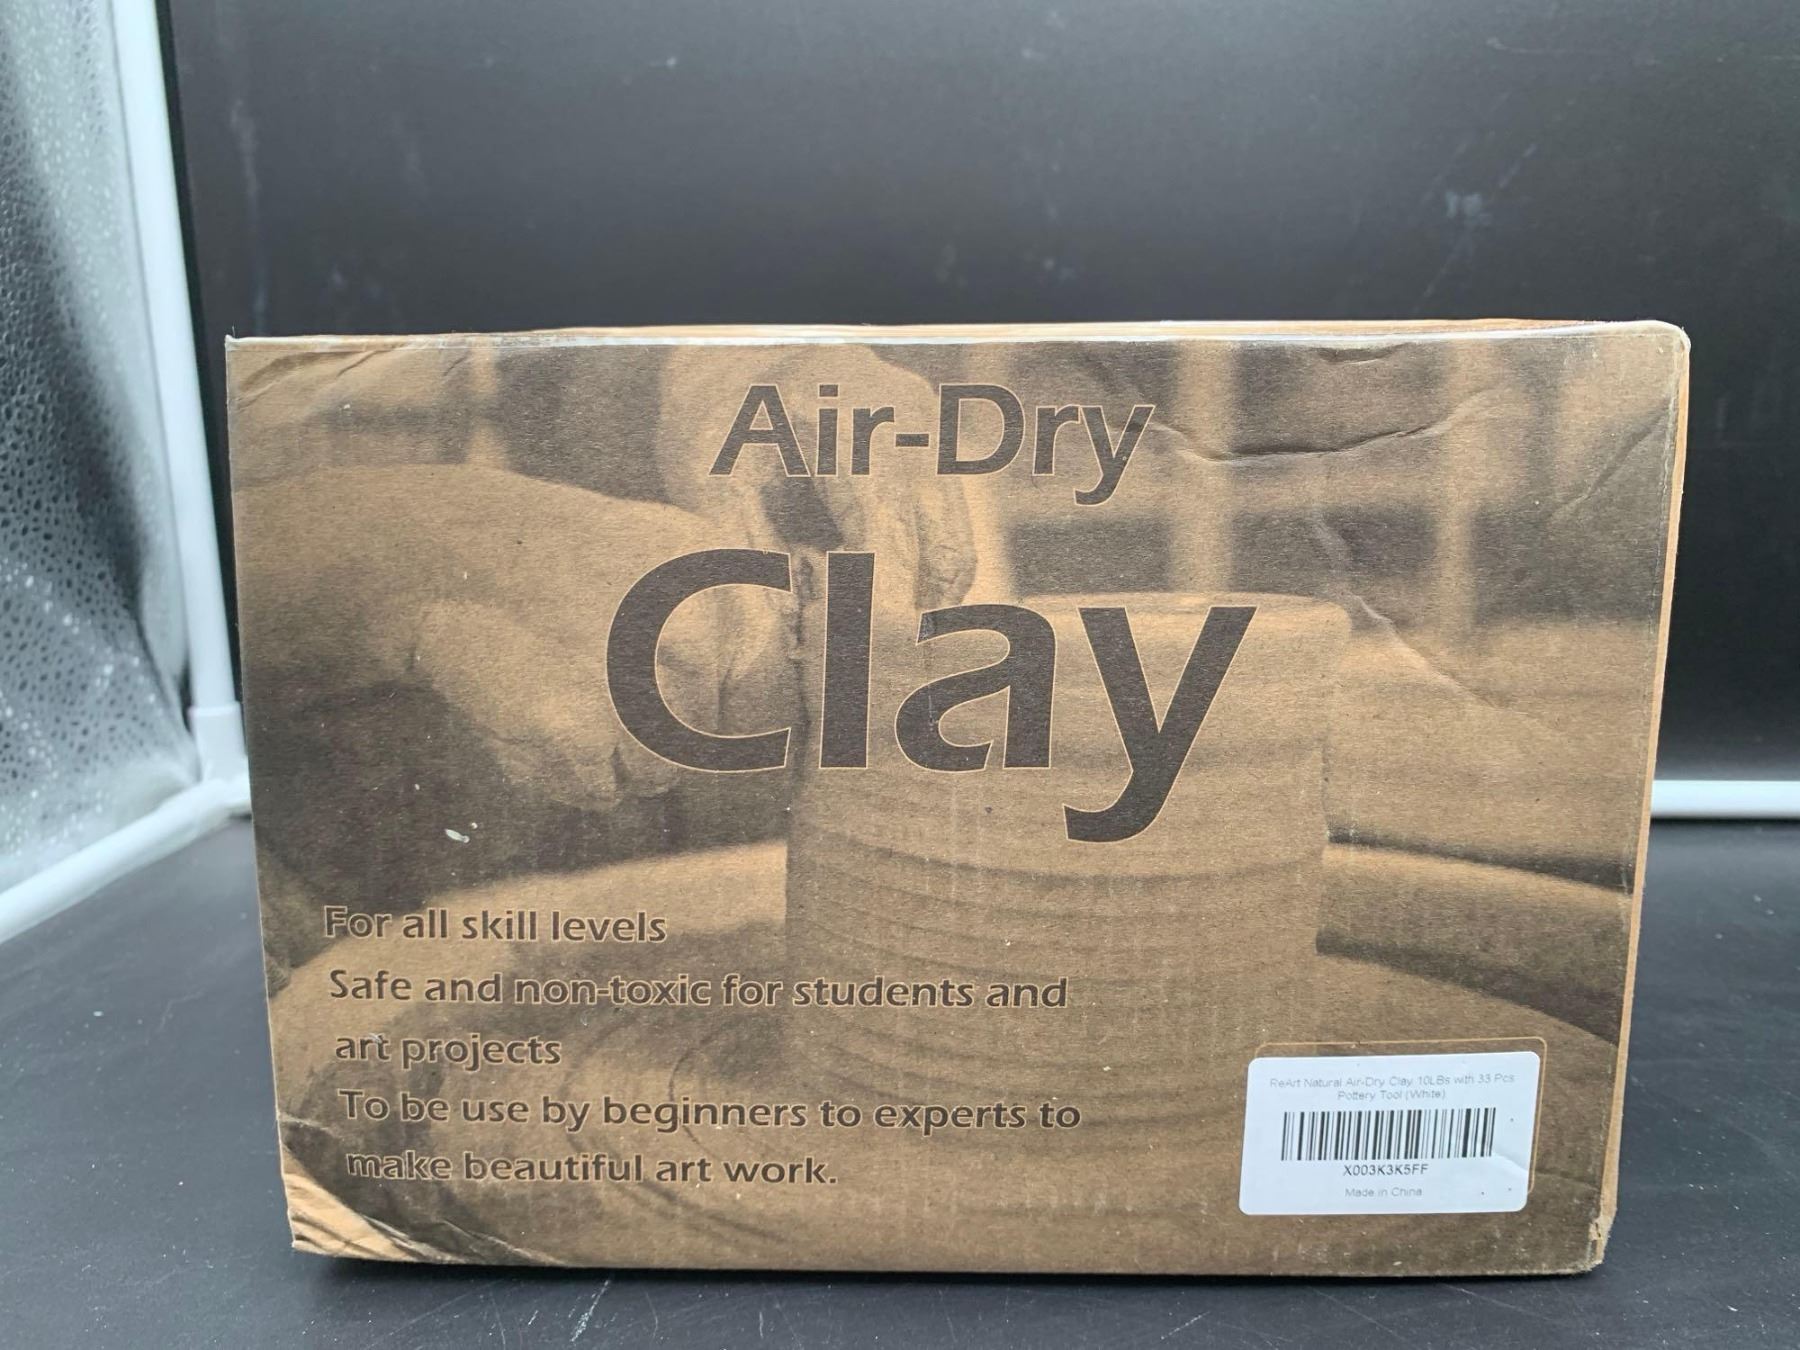 Air-Dry
Clay
For all skill levels
Safe and non-toxic for students and
art projects
To be use by beginners to experts to
make beautiful art work.
ReArt Natural Air-Dry Clay 10LBs with 33 Pcs
Pottery Tool (White)
X003K3K5FF
Made in China